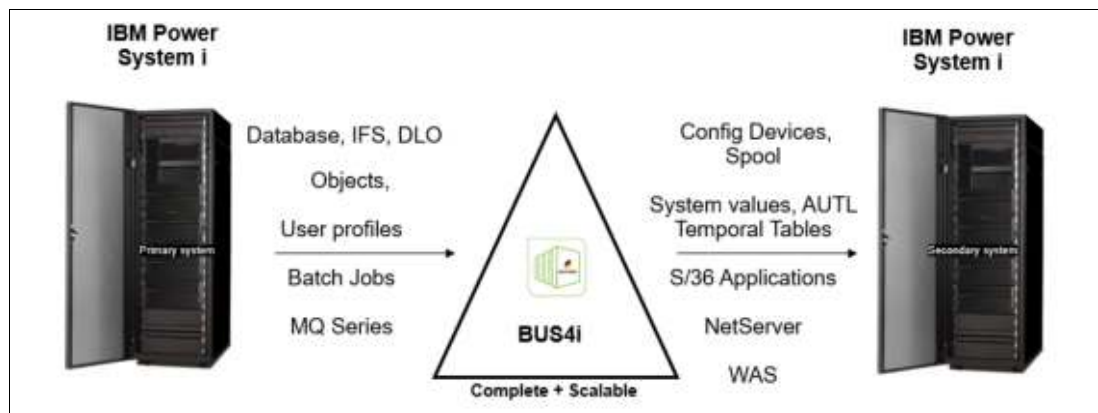 IBM Power
System i
Primary system
Database, IFS, DLO
Objects,
User profiles
Batch Jobs
MQ Series
BUS4i
Complete + Scalable
Config Devices,
Spool
System values, AUTL
Temporal Tables
S/36 Applications
NetServer
WAS
IBM Power
System i
Secondary system